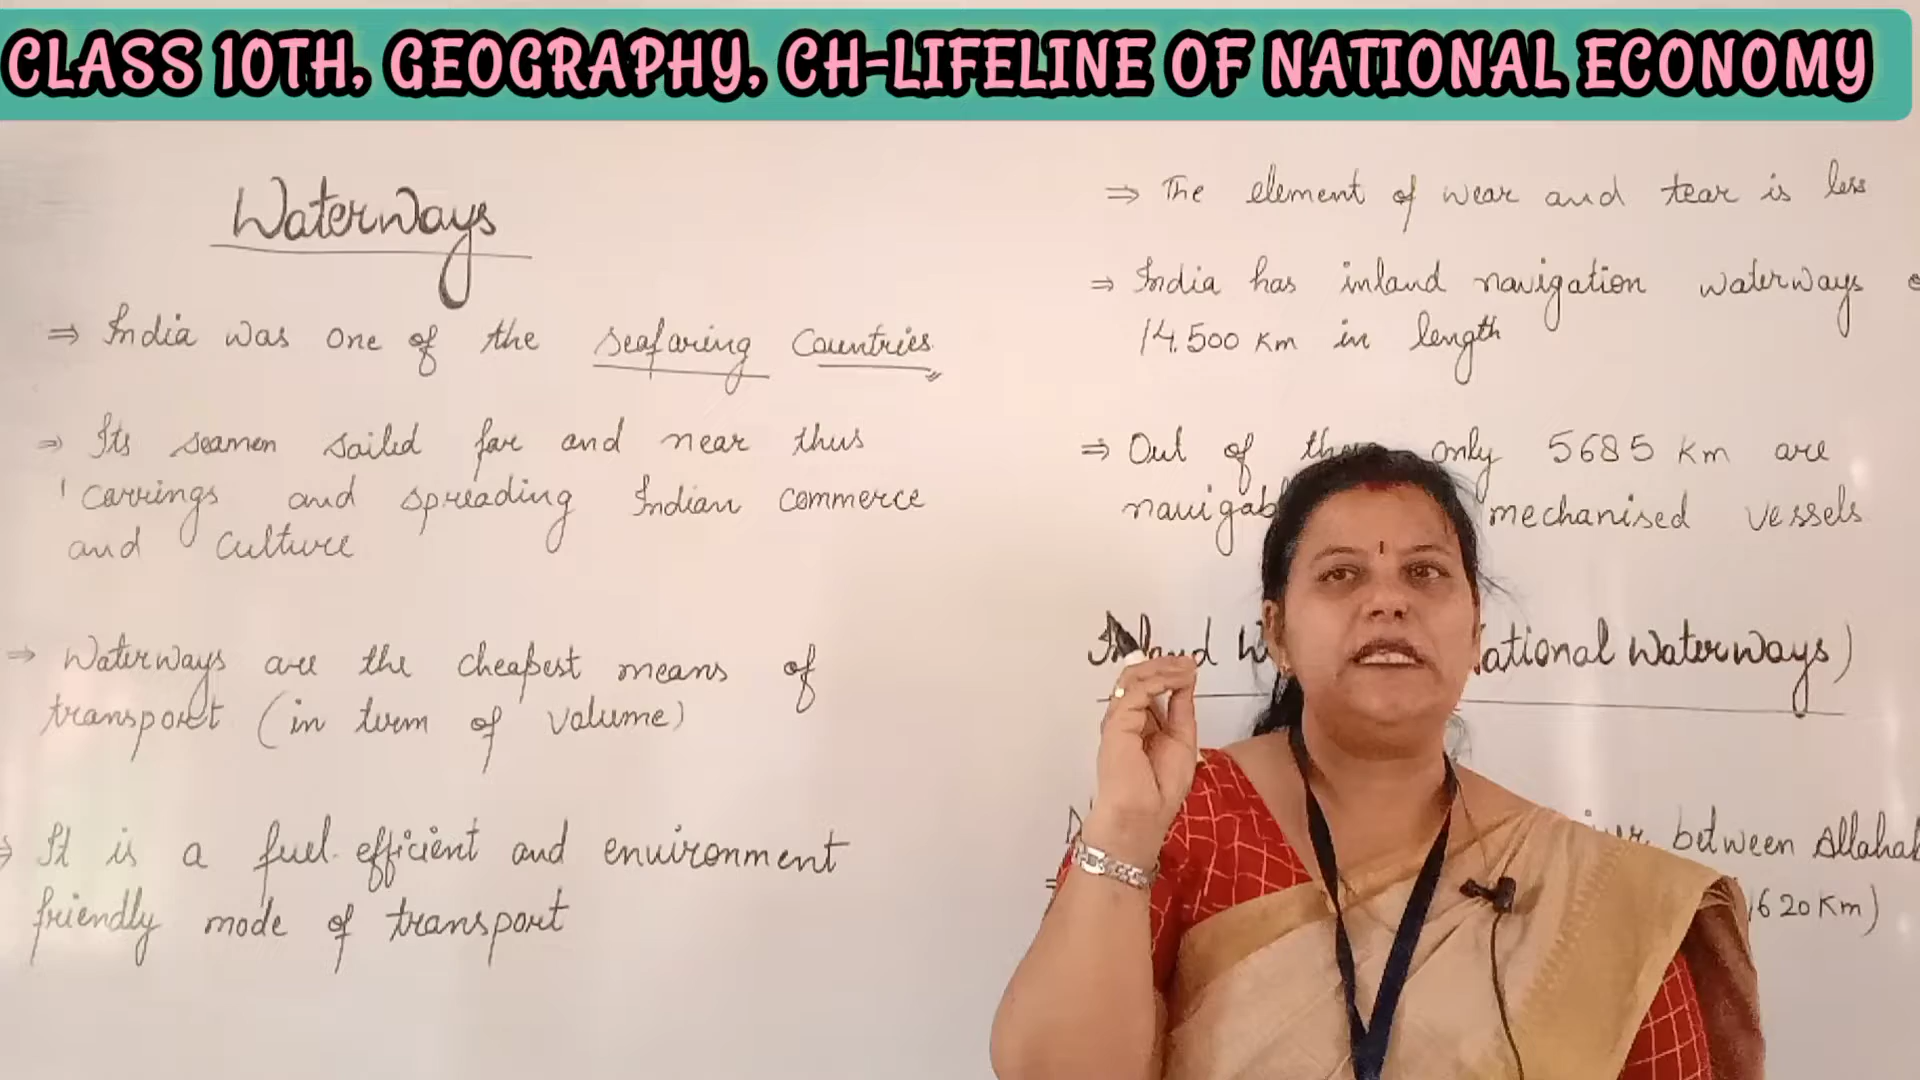 CLASS 10TH, GEOGRAPHY, CH-LIFELINE OF NATIONAL ECONOMY
Waterways
⇒ India was one of the seafaring Countries
⇒ Its seamen sailed far and near thus
carrings and spreading Indian commerce
and culture
⇒ Waterways are the cheapest means of
transport (in term of volume)
⇒ It is a fuel efficient and environment
friendly mode of transport
⇒ The element of wear and tear is less
⇒ India has inland navigation waterways
14,500 km in length
⇒ Out of only 5685 km are
mechanised vessels
Inland Waterways)
between
1620 Km)